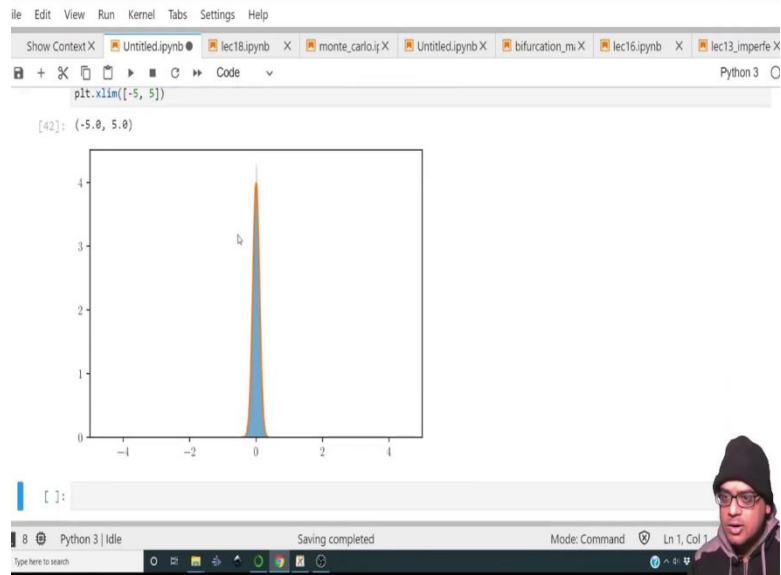 ile Edit View Run Kernel Tabs Settings Help
Show Context X Untitled.ipynb lec18.ipynb X monte_carlo.ip X Untitled.ipynb X bifurcation_m X lec16.ipynb X lec13_imperfe X
Code Python 3
plt.xlim([-5, 5])
[42]: (-5.0, 5.0)
4
3
2
1
0
-4 -2 0 2 4
[ ]:
8 Python 3 | Idle Saving completed Mode: Command Ln 1, Col 1
Type here to search